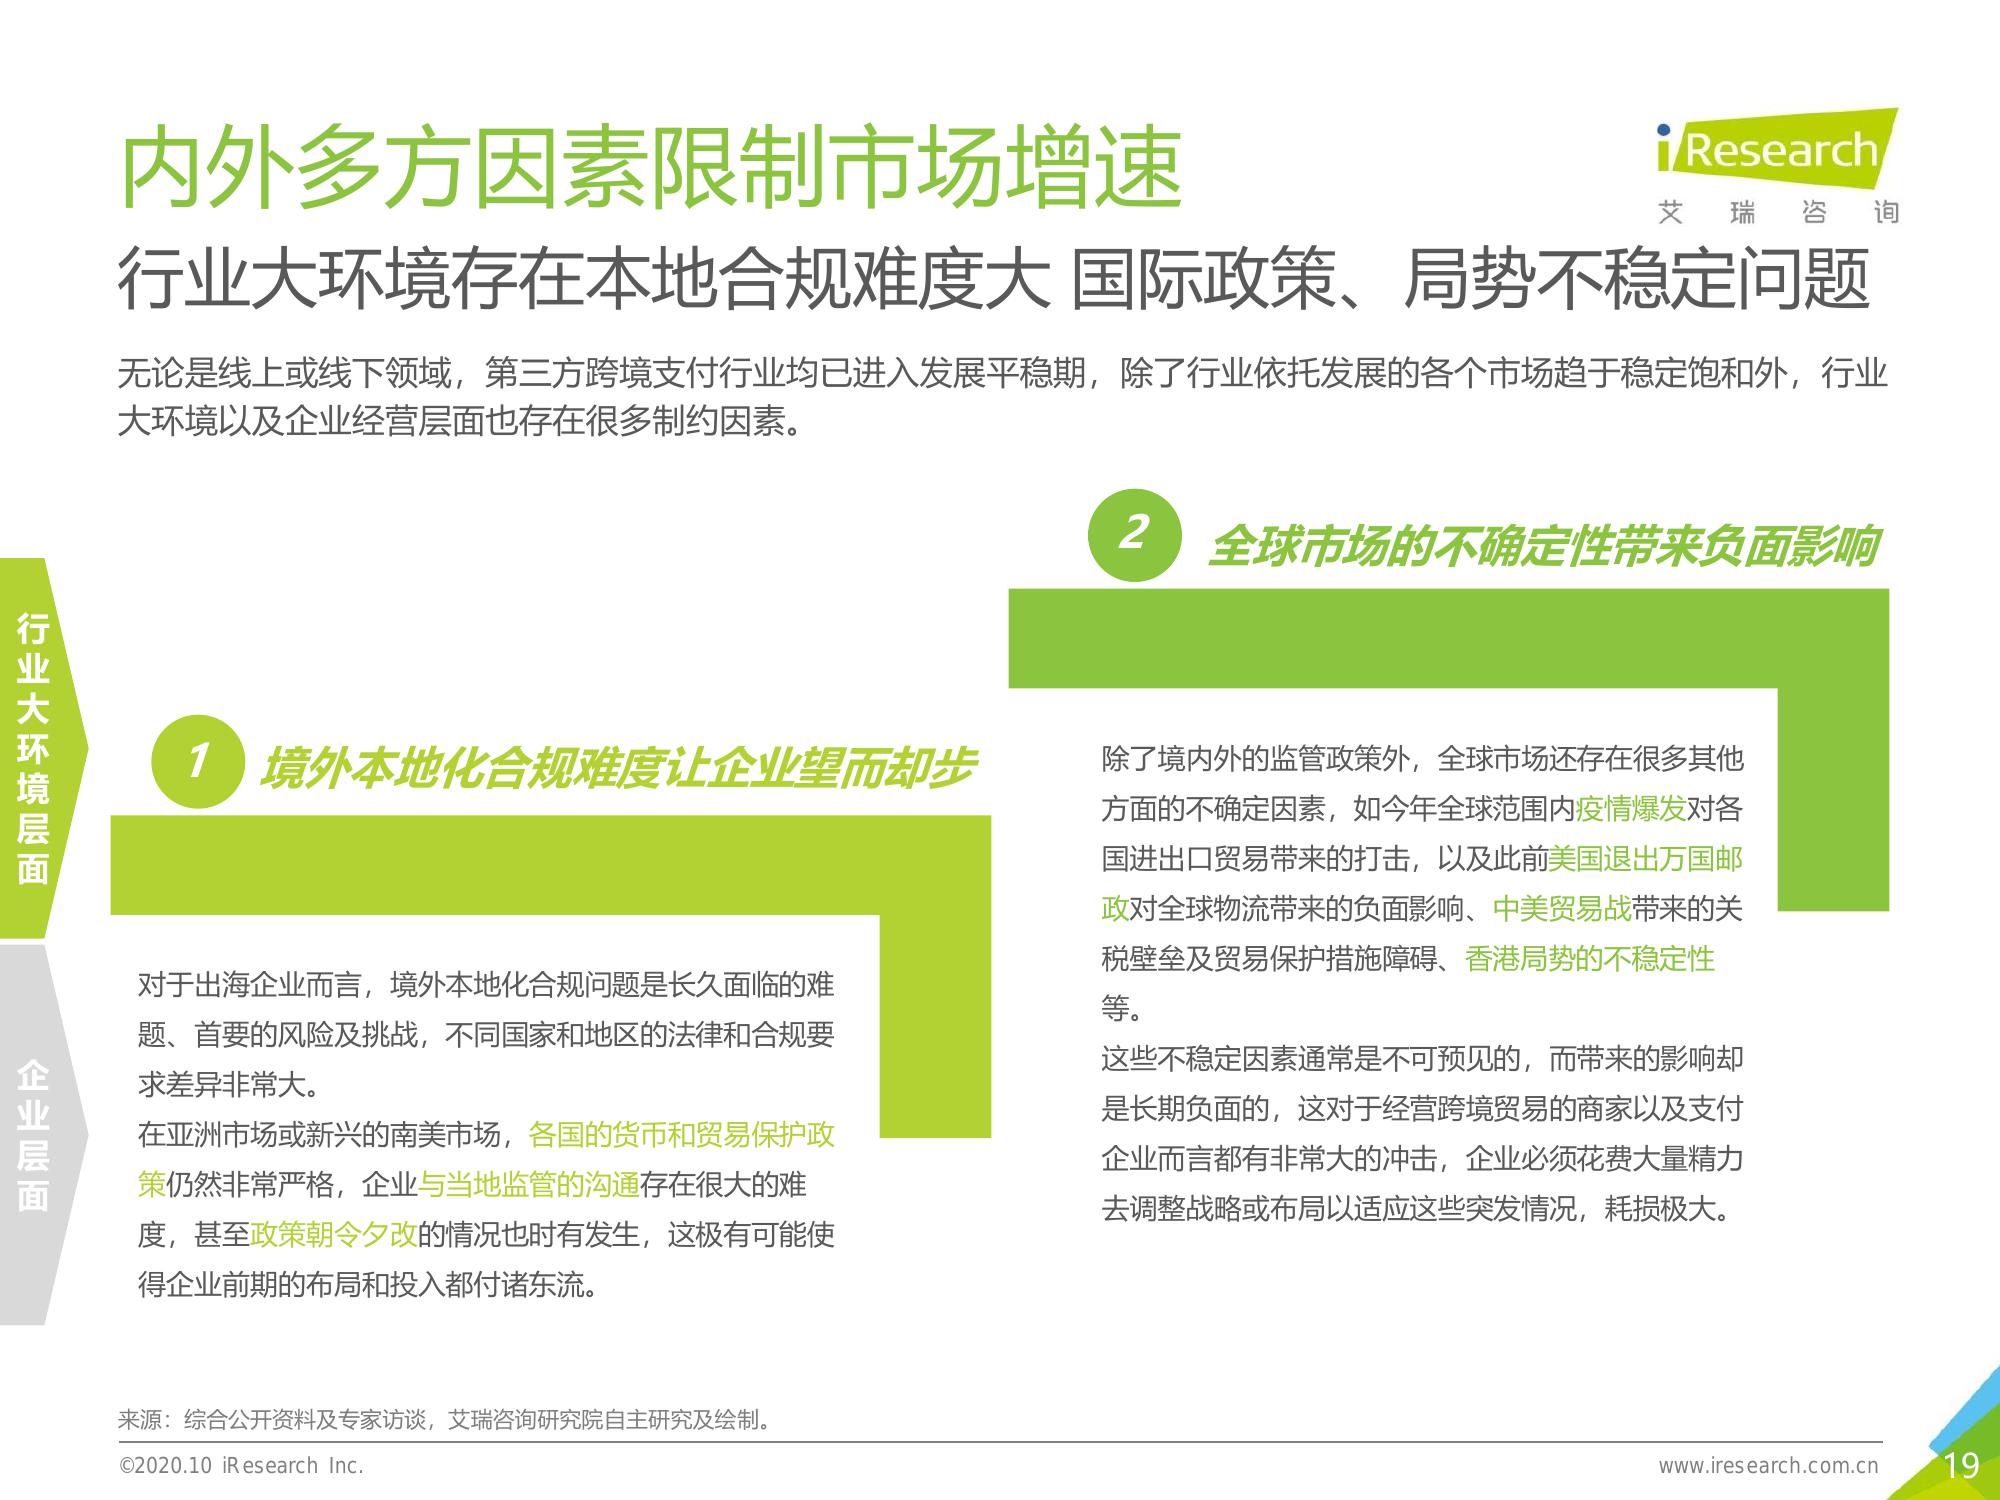 内外多方因素限制市场增速
iResearch
艾瑞咨询
行业大环境存在本地合规难度大 国际政策、局势不稳定问题
无论是线上或线下领域，第三方跨境支付行业均已进入发展平稳期，除了行业依托发展的各个市场趋于稳定饱和外，行业
大环境以及企业经营层面也存在很多制约因素。
行业大环境层面
企业层面
1
境外本地化合规难度让企业望而却步
对于出海企业而言，境外本地化合规问题是长久面临的难
题、首要的风险及挑战，不同国家和地区的法律和合规要
求差异非常大。
在亚洲市场或新兴的南美市场，各国的货币和贸易保护政
策仍然非常严格，企业与当地监管的沟通存在很大的难
度，甚至政策朝令夕改的情况也时有发生，这极有可能使
得企业前期的布局和投入都付诸东流。
2
全球市场的不确定性带来负面影响
除了境内外的监管政策外，全球市场还存在很多其他
方面的不确定因素，如今年全球范围内疫情爆发对各
国进出口贸易带来的打击，以及此前美国退出万国邮
政对全球物流带来的负面影响、中美贸易战带来的关
税壁垒及贸易保护措施障碍、香港局势的不稳定性
等。
这些不稳定因素通常是不可预见的，而带来的影响却
是长期负面的，这对于经营跨境贸易的商家以及支付
企业而言都有非常大的冲击，企业必须花费大量精力
去调整战略或布局以适应这些突发情况，耗损极大。
来源：综合公开资料及专家访谈，艾瑞咨询研究院自主研究及绘制。
©2020.10 iResearch Inc.
www.iresearch.com.cn
19